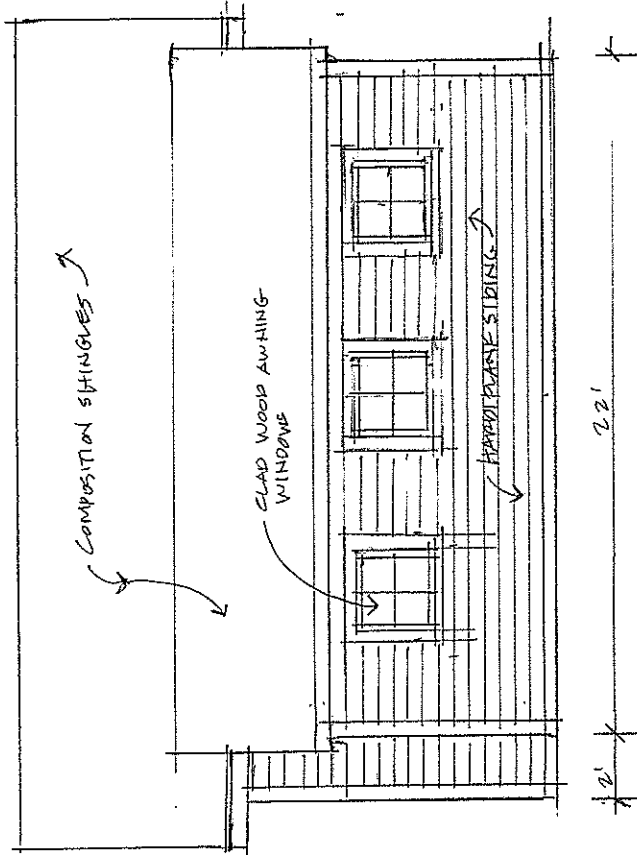 COMPOSITION SHINGLES
CLAD WOOD AWNING
WINDOWS
HARDIPLANK SIDING
2'
22'